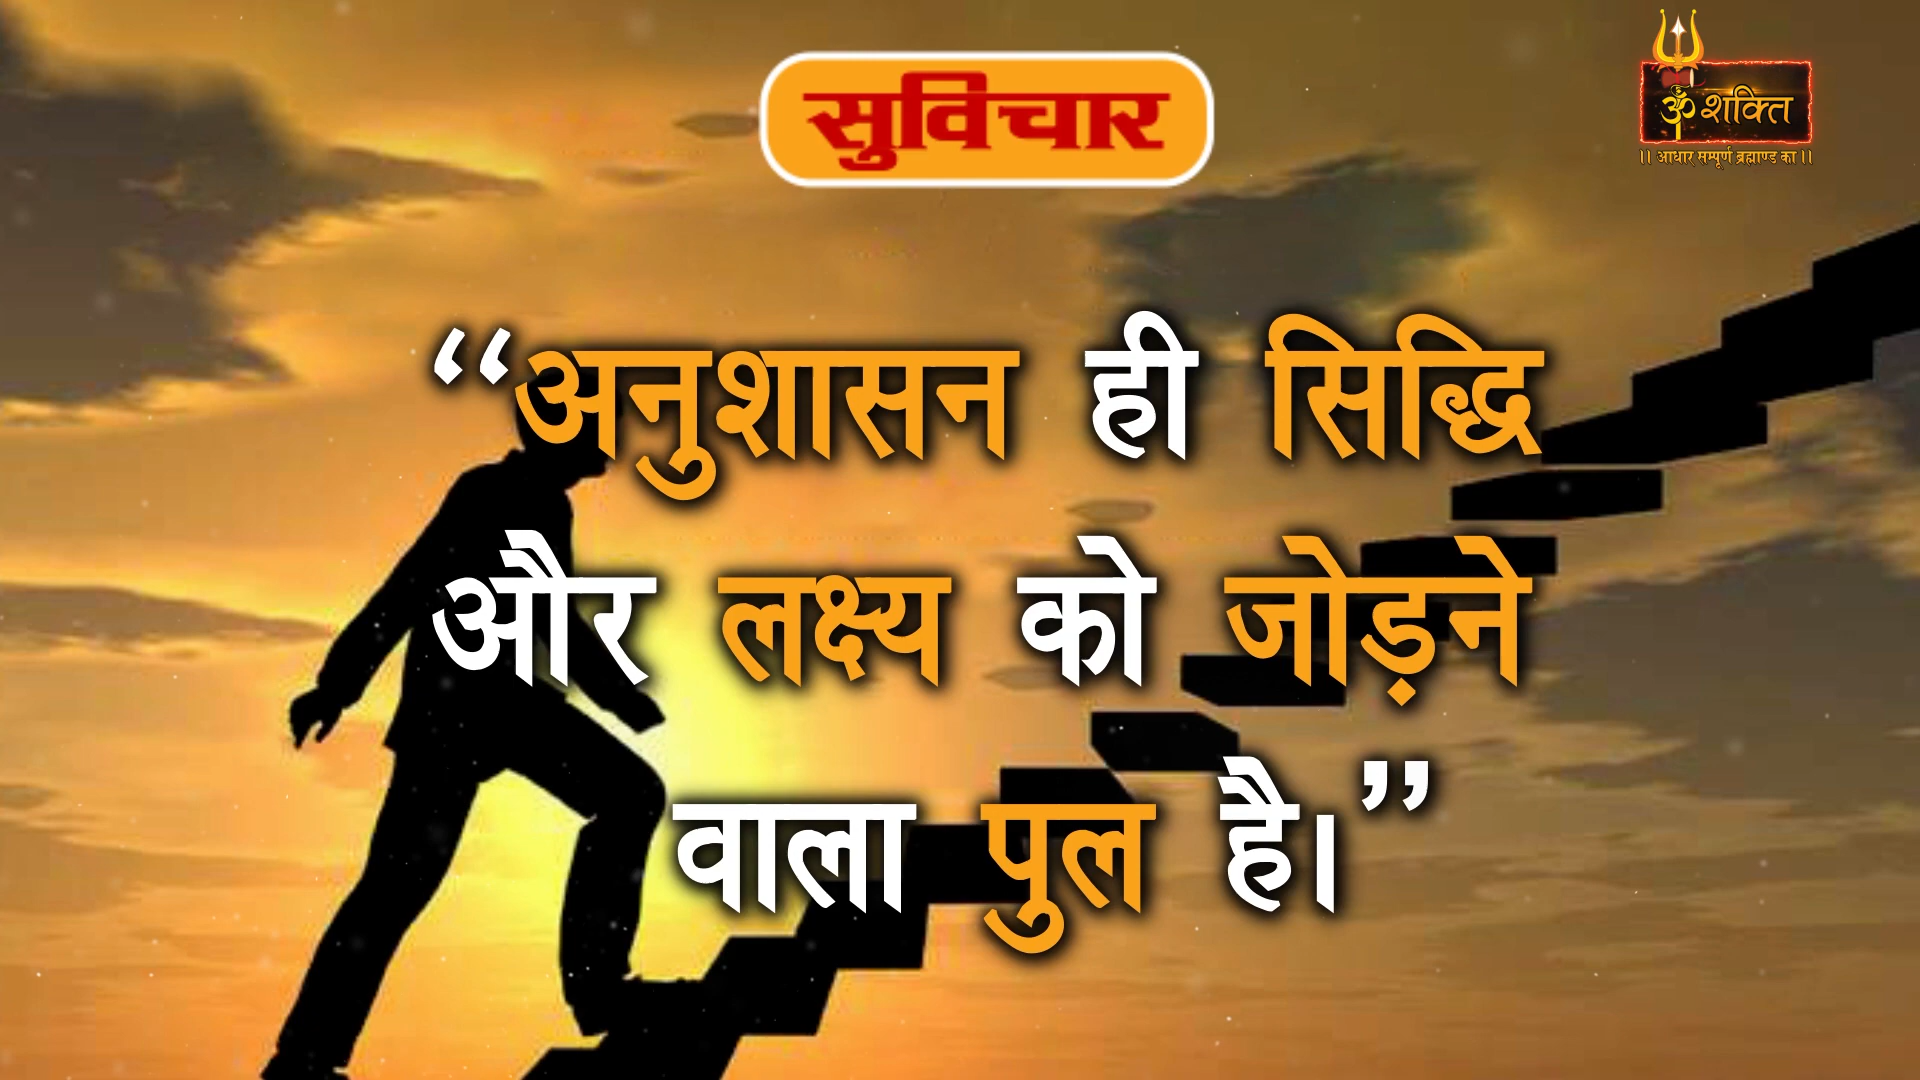 सुविचार
ॐ शक्ति
।। आधार सम्पूर्ण ब्रह्माण्ड का ।।
“अनुशासन ही सिद्धि
और लक्ष्य को जोड़ने
वाला पुल है।”